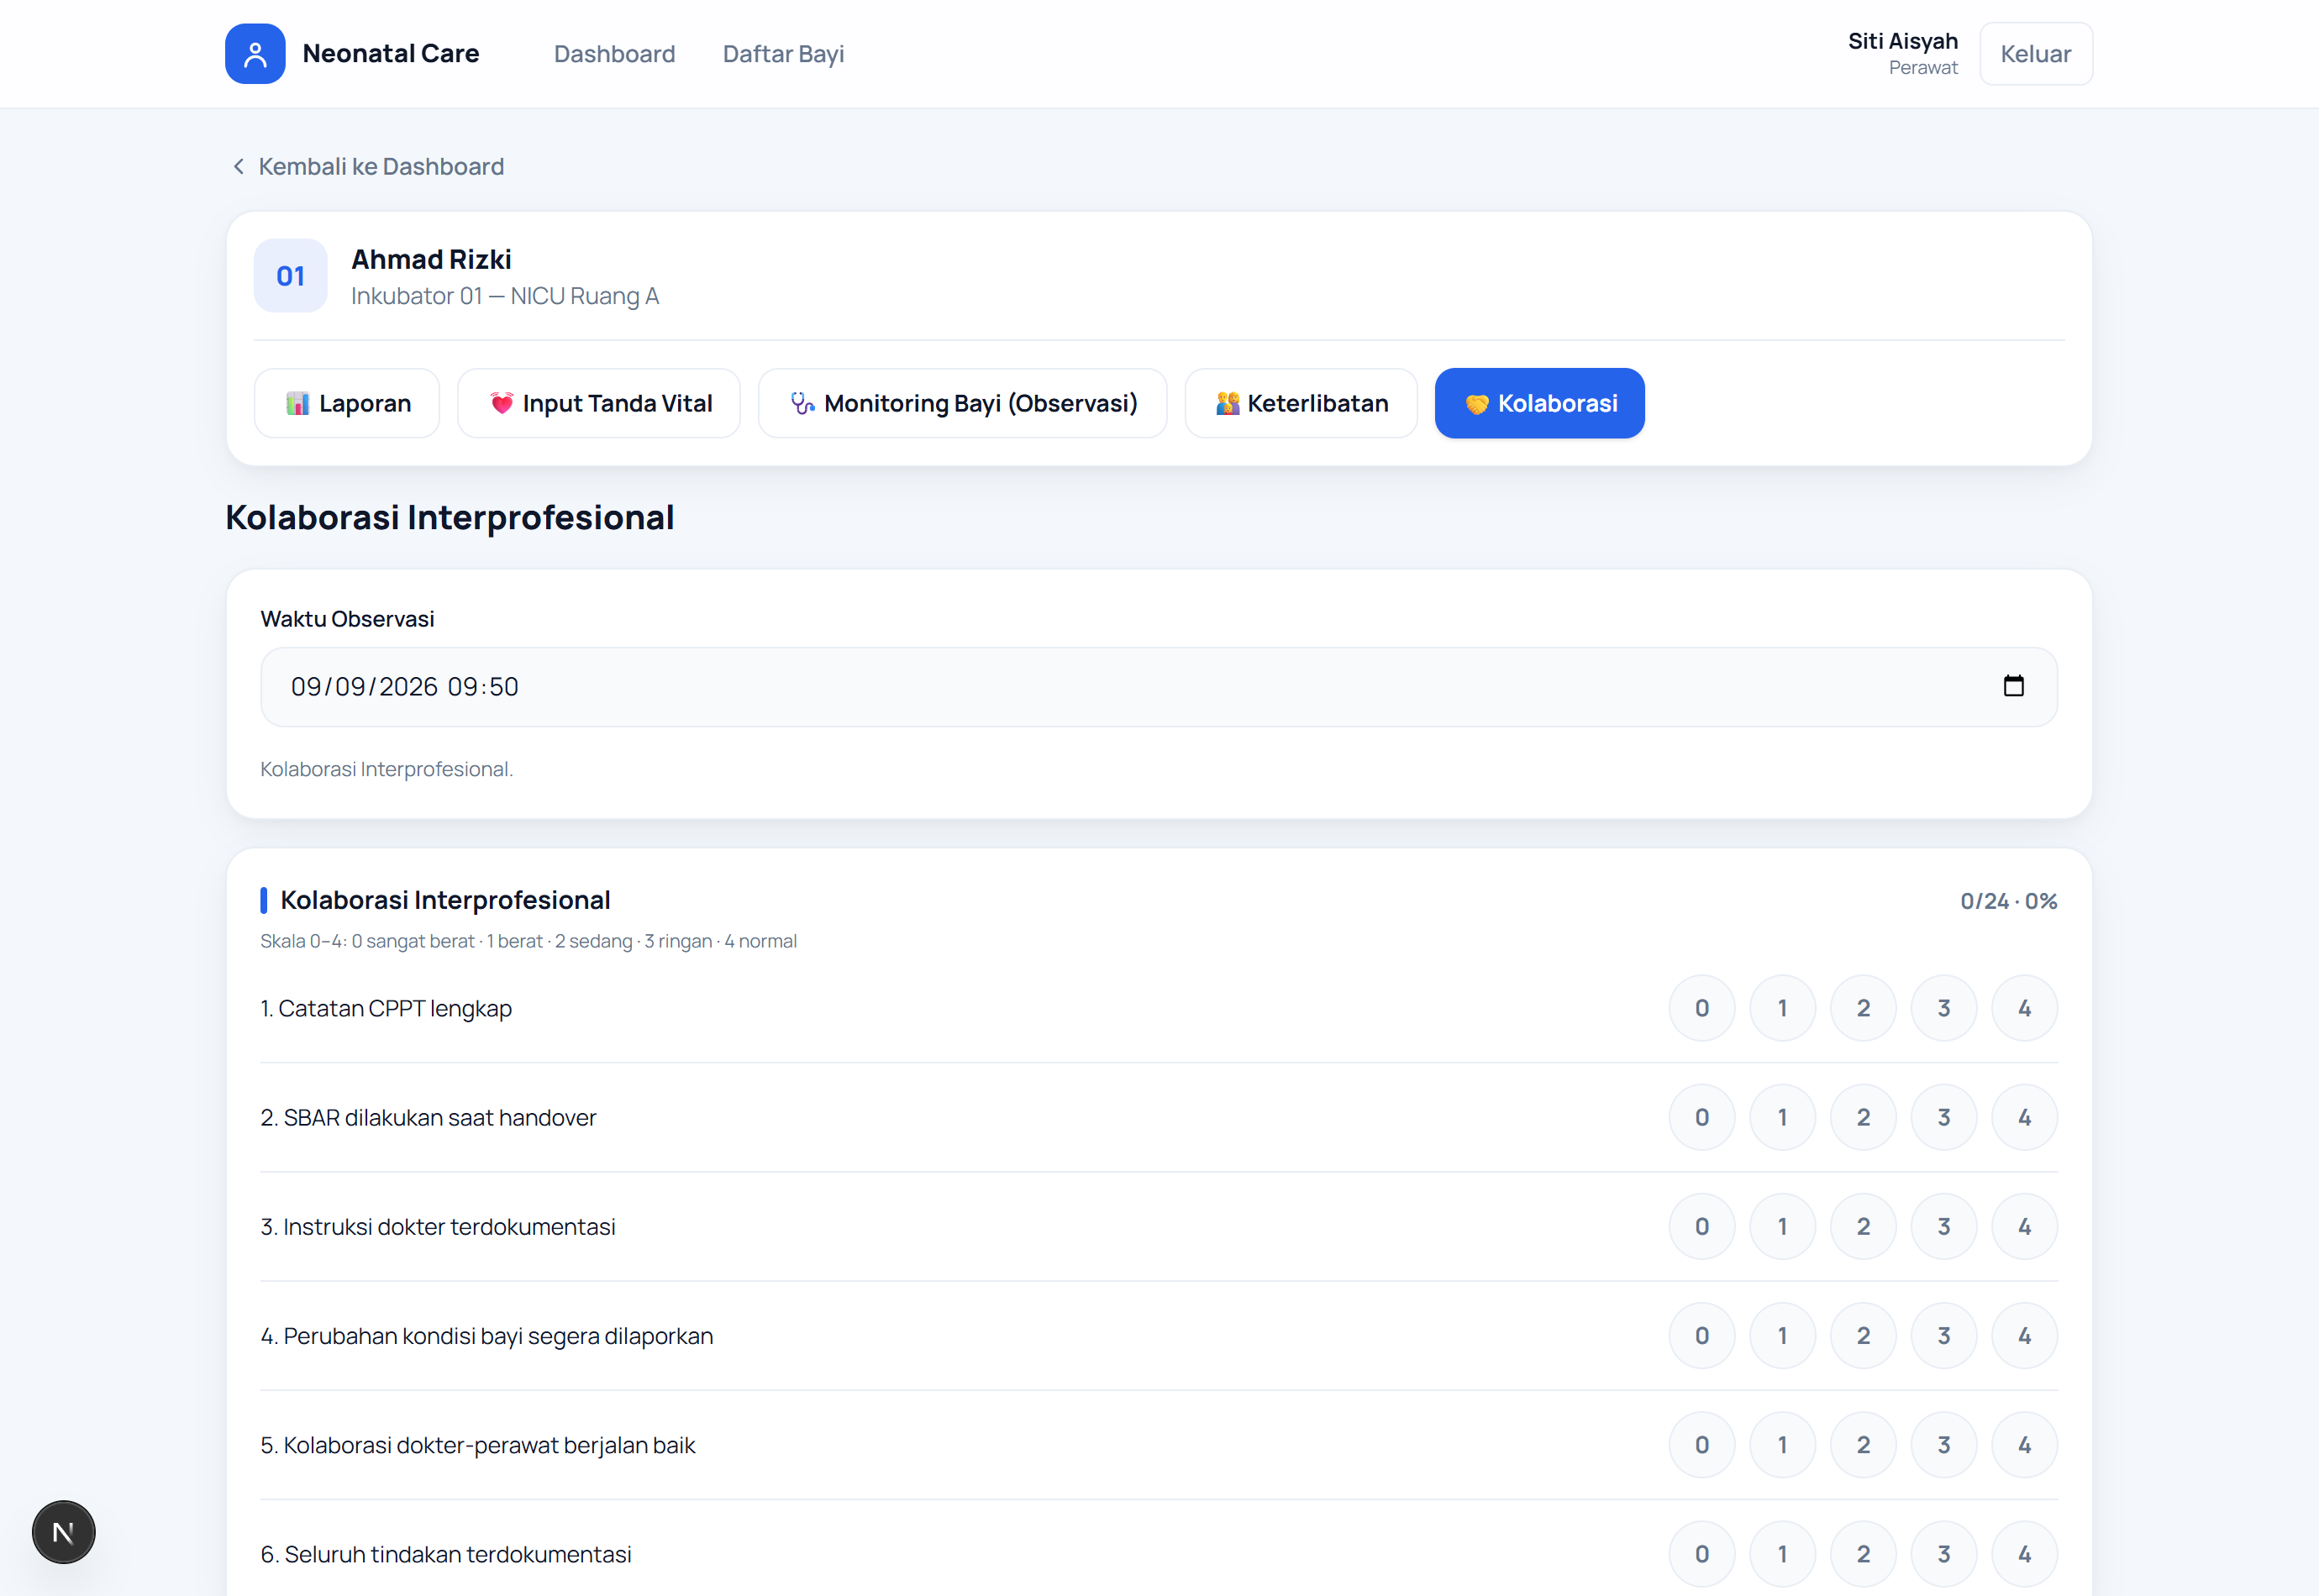 Neonatal Care
Dashboard
Daftar Bayi
Siti Aisyah
Perawat
Keluar
Kembali ke Dashboard
01
Ahmad Rizki
Inkubator 01 — NICU Ruang A
Laporan
Input Tanda Vital
Monitoring Bayi (Observasi)
Keterlibatan
Kolaborasi
Kolaborasi Interprofesional
Waktu Observasi
09/09/2026 09:50
Kolaborasi Interprofesional.
Kolaborasi Interprofesional
0/24 · 0%
Skala 0–4: 0 sangat berat · 1 berat · 2 sedang · 3 ringan · 4 normal
1. Catatan CPPT lengkap
0 1 2 3 4
2. SBAR dilakukan saat handover
0 1 2 3 4
3. Instruksi dokter terdokumentasi
0 1 2 3 4
4. Perubahan kondisi bayi segera dilaporkan
0 1 2 3 4
5. Kolaborasi dokter-perawat berjalan baik
0 1 2 3 4
N
6. Seluruh tindakan terdokumentasi
0 1 2 3 4